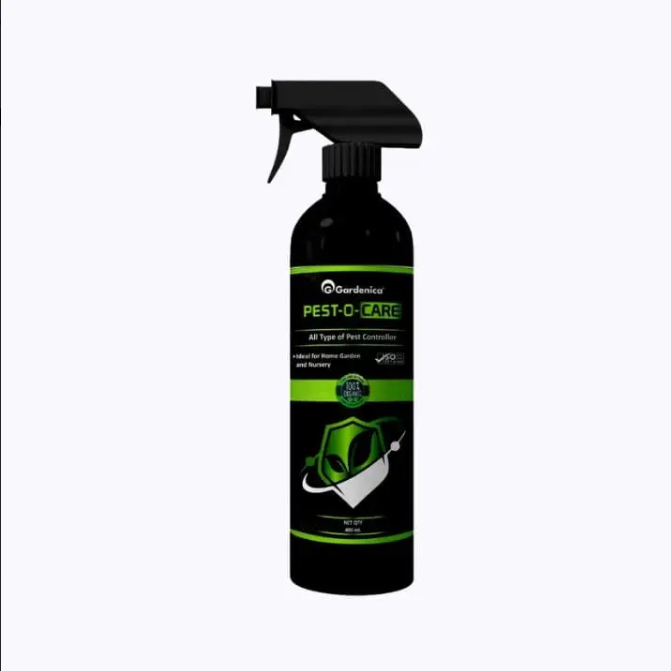 Gardenica
PEST-O-CARE
All Type of Pest Controller
• Ideal for Home Garden
and Nursery
ISO
100%
ORGANIC
NET QTY